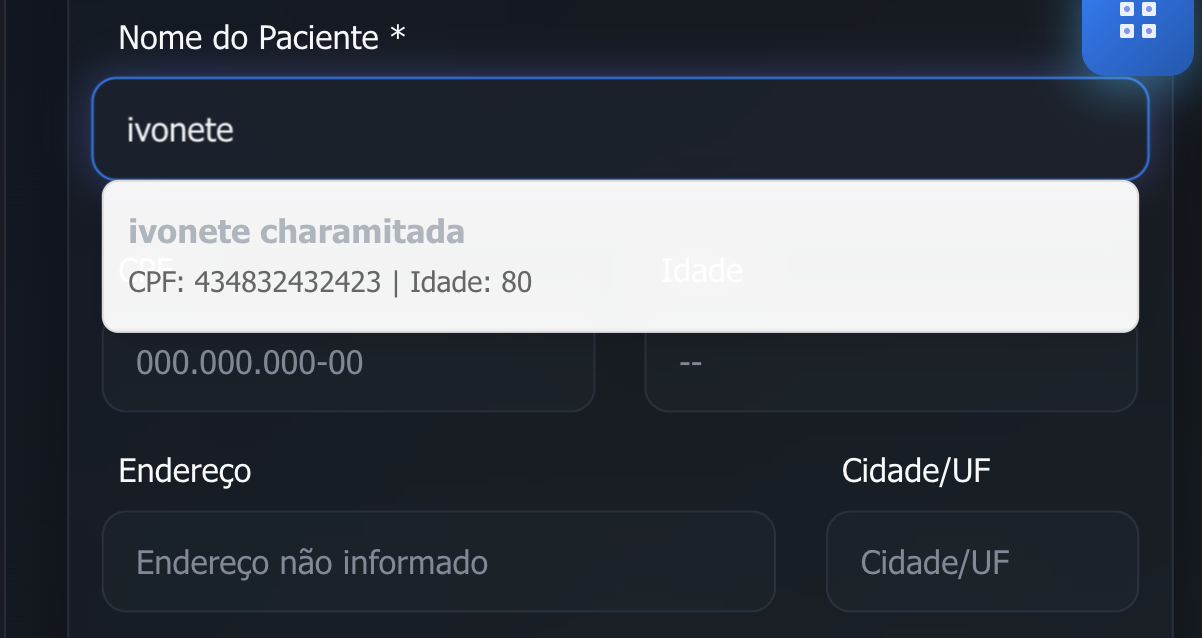 Nome do Paciente *
ivonete
ivonete charamitada
CPF Idade
CPF: 434832432423 | Idade: 80
000.000.000-00 --
Endereço Cidade/UF
Endereço não informado Cidade/UF